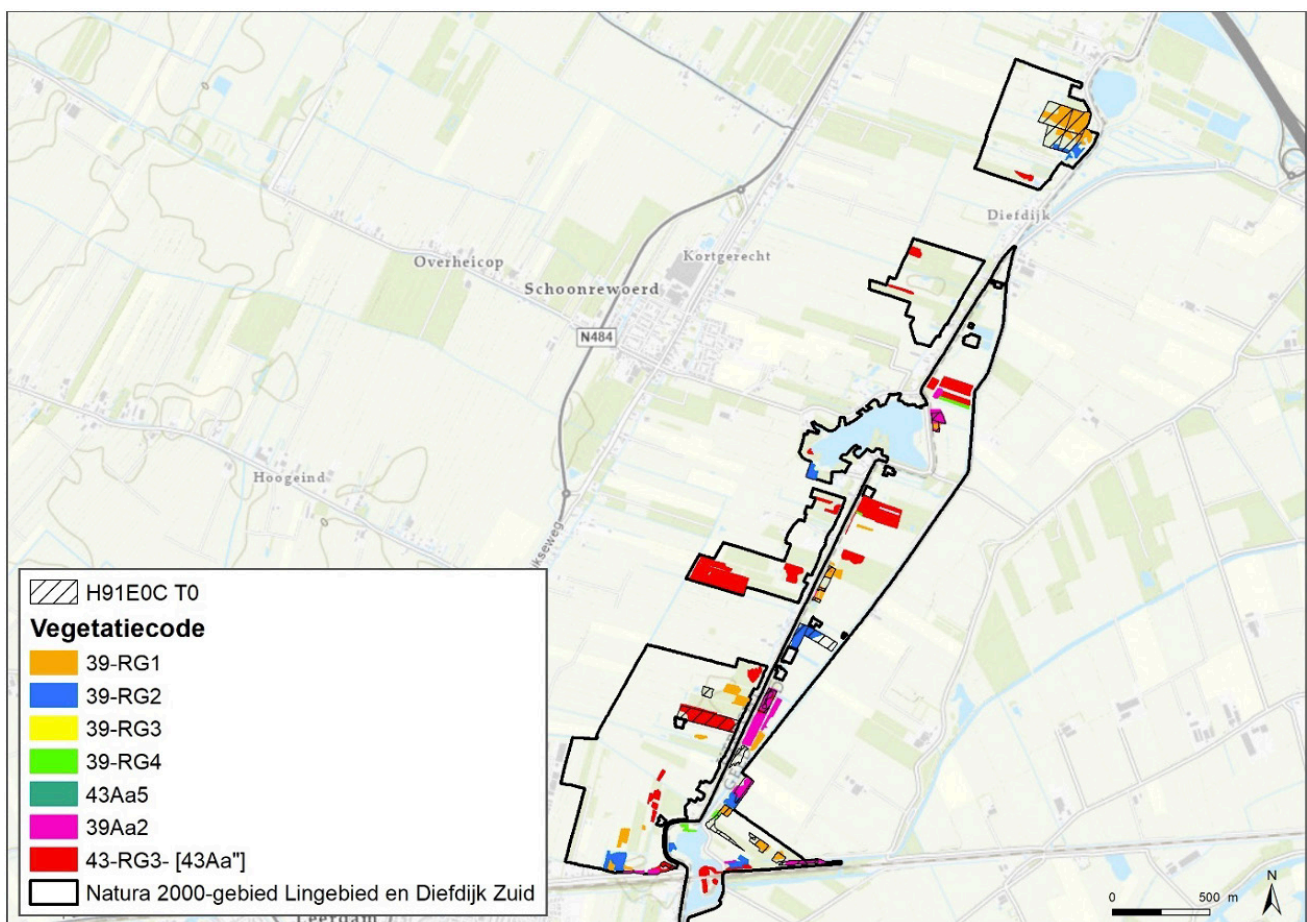 Diefdijk
Kortgerecht
Overheicop
Schoonrewoerd
N484
Hoogeind
H91E0C T0
Vegetatiecode
39-RG1
39-RG2
39-RG3
39-RG4
43Aa5
39Aa2
43-RG3- [43Aa"]
Natura 2000-gebied Lingebied en Diefdijk Zuid
Leerdam
0 500 m
N